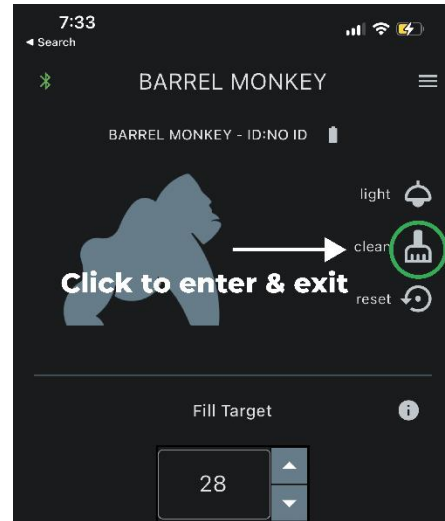 7:33
◀ Search
BARREL MONKEY
BARREL MONKEY - ID:NO ID
light
clean
Click to enter & exit
reset
Fill Target
28